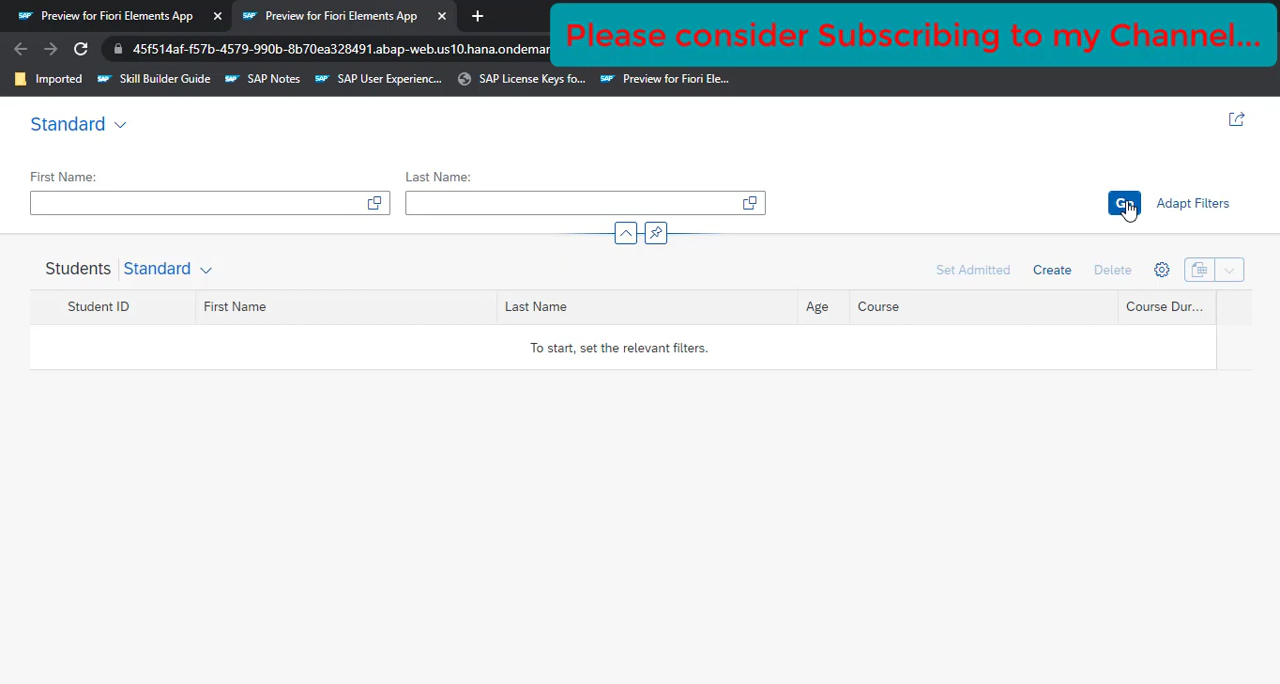 Preview for Fiori Elements App
Preview for Fiori Elements App
Please consider Subscribing to my Channel...
45f514af-f57b-4579-990b-8b70ea328491.abap-web.us10.hana.ondemar
Imported
Skill Builder Guide
SAP Notes
SAP User Experienc...
SAP License Keys fo...
Preview for Fiori Ele...
Standard
First Name:
Last Name:
Go
Adapt Filters
Students
Standard
Set Admitted
Create
Delete
Student ID
First Name
Last Name
Age
Course
Course Dur...
To start, set the relevant filters.